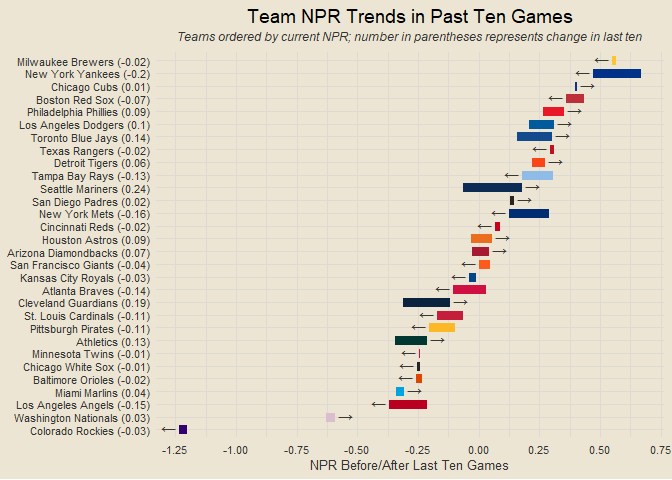 Team NPR Trends in Past Ten Games
Teams ordered by current NPR; number in parentheses represents change in last ten
Milwaukee Brewers (-0.02)
New York Yankees (-0.2)
Chicago Cubs (0.01)
Boston Red Sox (-0.07)
Philadelphia Phillies (0.09)
Los Angeles Dodgers (0.1)
Toronto Blue Jays (0.14)
Texas Rangers (-0.02)
Detroit Tigers (0.06)
Tampa Bay Rays (-0.13)
Seattle Mariners (0.24)
San Diego Padres (0.02)
New York Mets (-0.16)
Cincinnati Reds (-0.02)
Houston Astros (0.09)
Arizona Diamondbacks (0.07)
San Francisco Giants (-0.04)
Kansas City Royals (-0.03)
Atlanta Braves (-0.14)
Cleveland Guardians (0.19)
St. Louis Cardinals (-0.11)
Pittsburgh Pirates (-0.11)
Athletics (0.13)
Minnesota Twins (-0.01)
Chicago White Sox (-0.01)
Baltimore Orioles (-0.02)
Miami Marlins (0.04)
Los Angeles Angels (-0.15)
Washington Nationals (0.03)
Colorado Rockies (-0.03)
-1.25 -1.00 -0.75 -0.50 -0.25 0.00 0.25 0.50 0.75
NPR Before/After Last Ten Games